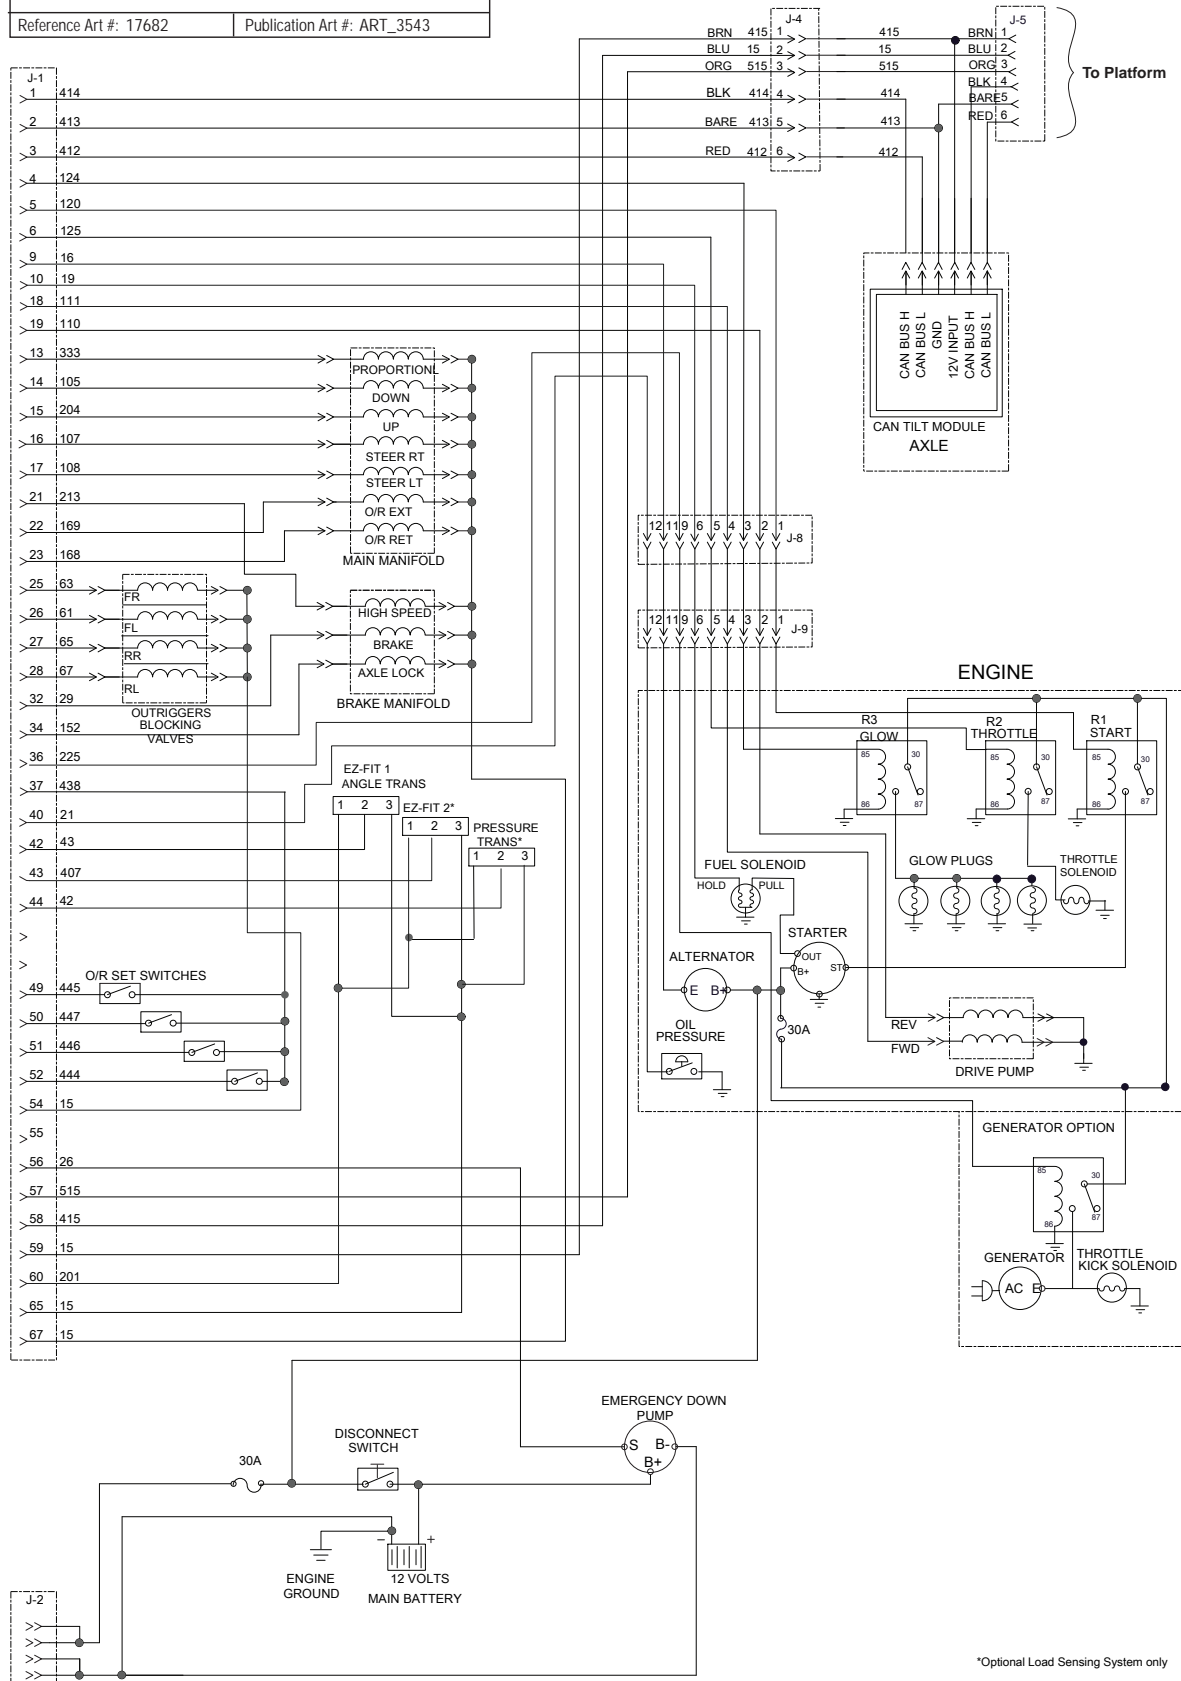 Reference Art #: 17682 Publication Art #: ART_3543
J-4
J-5
BRN 415 1 415 BRN 1
BLU 15 2 15 BLU 2
ORG 515 3 515 ORG 3
BLK 4
BLK 414 4 414
BARE 5
BARE 413 5 413
RED 6
RED 412 6 412
To Platform
J-1
1 414
2 413
3 412
4 124
5 120
6 125
9 16
10 19
18 111
19 110
13 333
14 105
15 204
16 107
17 108
21 213
22 169
23 168
25 63
26 61
27 65
28 67
32 29
34 152
36 225
37 438
40 21
42 43
43 407
44 42
49 445
50 447
51 446
52 444
54 15
55
56 26
57 515
58 415
59 15
60 201
65 15
67 15
PROPORTIONL
DOWN
UP
STEER RT
STEER LT
O/R EXT
O/R RET
MAIN MANIFOLD
FR
FL
RR
RL
OUTRIGGERS
BLOCKING
VALVES
HIGH SPEED
BRAKE
AXLE LOCK
BRAKE MANIFOLD
CAN BUS H
CAN BUS L
GND
12V INPUT
CAN BUS H
CAN BUS L
CAN TILT MODULE
AXLE
12 11 9 6 5 4 3 2 1
J-8
12 11 9 6 5 4 3 2 1
J-9
EZ-FIT 1
ANGLE TRANS
1 2 3
EZ-FIT 2*
1 2 3
PRESSURE
TRANS*
1 2 3
O/R SET SWITCHES
ENGINE
R3
GLOW
85 30
86 87
R2
THROTTLE
85 30
86 87
R1
START
85 30
86 87
FUEL SOLENOID
HOLD PULL
GLOW PLUGS
THROTTLE
SOLENOID
STARTER
OUT
B+ ST
ALTERNATOR
E B+
OIL
PRESSURE
30A
REV
FWD
DRIVE PUMP
GENERATOR OPTION
85 30
86 87
GENERATOR
AC E
THROTTLE
KICK SOLENOID
EMERGENCY DOWN
PUMP
S B-
B+
DISCONNECT
SWITCH
30A
- +
ENGINE
GROUND
12 VOLTS
MAIN BATTERY
J-2
*Optional Load Sensing System only